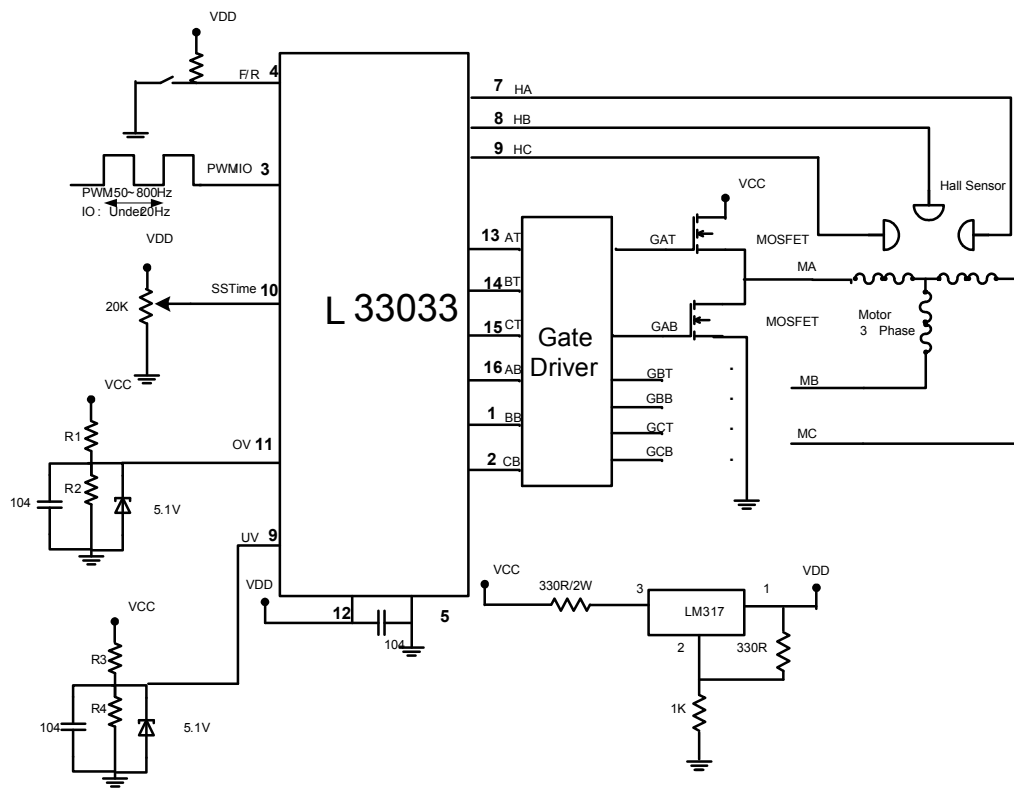 VDD
F/R 4
7 HA
8 HB
9 HC
PWMIO 3
PWM50~800Hz
IO : Under20Hz
Hall Sensor
VCC
VDD
13 AT
GAT
MOSFET
MA
SSTime 10
20K
14 BT
L 33033
15 CT
GAB
MOSFET
Motor
3 Phase
Gate
Driver
16 AB
GBT
MB
VCC
1 BB
GBB
R1
GCT
MC
OV 11
2 CB
GCB
R2
104
5.1V
UV 9
VDD
12
104
5
VCC
330R/2W
3
LM317
1
VDD
2
330R
1K
VCC
R3
R4
104
5.1V